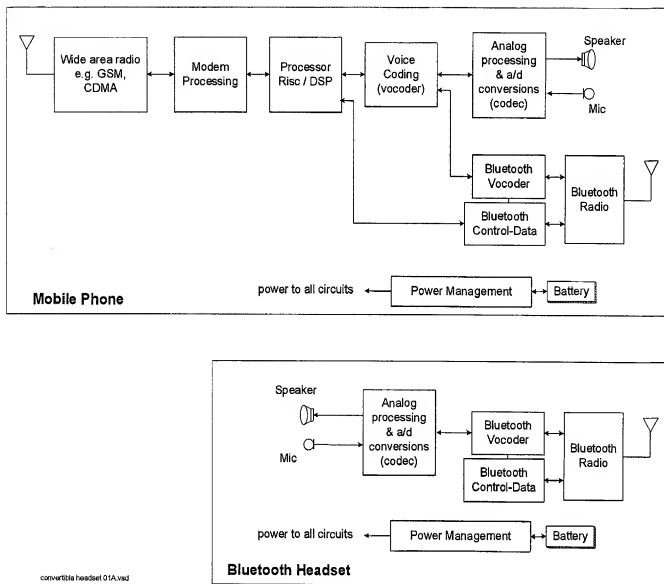 Wide area radio
e.g. GSM,
CDMA
Modem
Processing
Processor
Risc / DSP
Voice
Coding
(vocoder)
Analog
processing
& a/d
conversions
(codec)
Speaker
Mic
Bluetooth
Vocoder
Bluetooth
Control-Data
Bluetooth
Radio
power to all circuits
Power Management
Battery
Mobile Phone
Speaker
Mic
Analog
processing
& a/d
conversions
(codec)
Bluetooth
Vocoder
Bluetooth
Control-Data
Bluetooth
Radio
power to all circuits
Power Management
Battery
Bluetooth Headset
convertible headset 01A.vsd